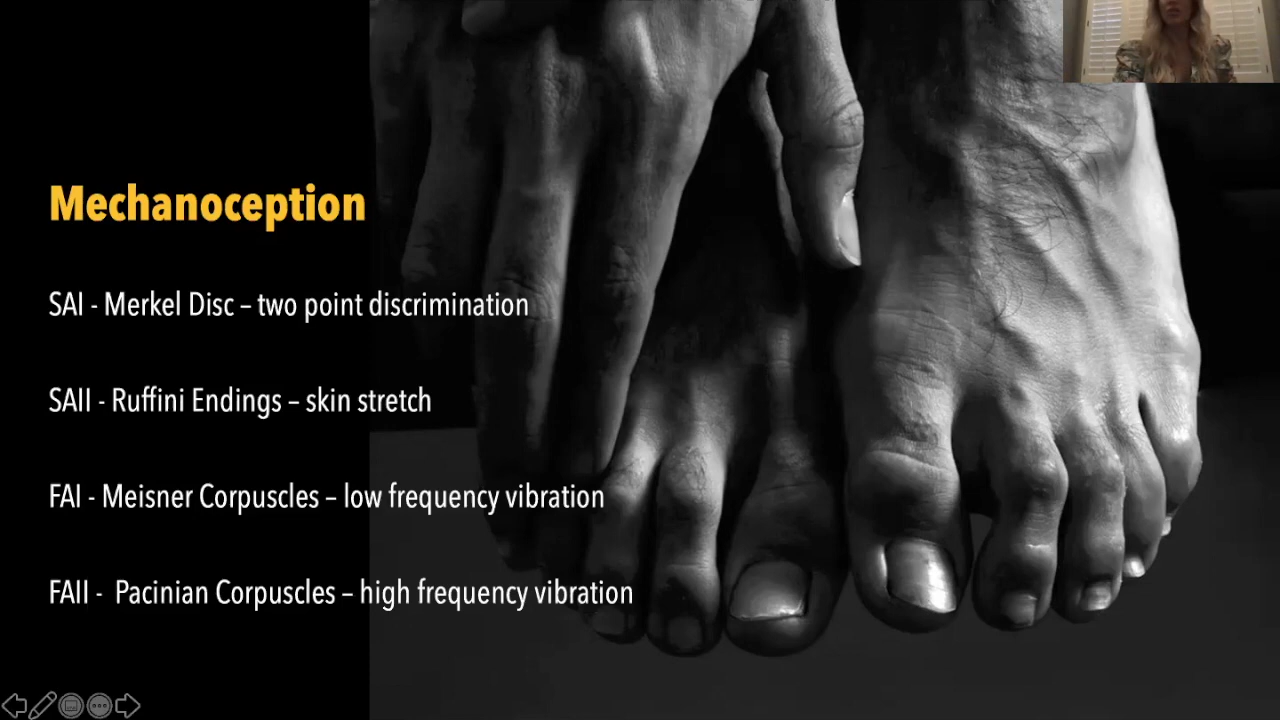 Mechanoception
SAI - Merkel Disc – two point discrimination
SAII - Ruffini Endings – skin stretch
FAI - Meisner Corpuscles – low frequency vibration
FAII -  Pacinian Corpuscles – high frequency vibration